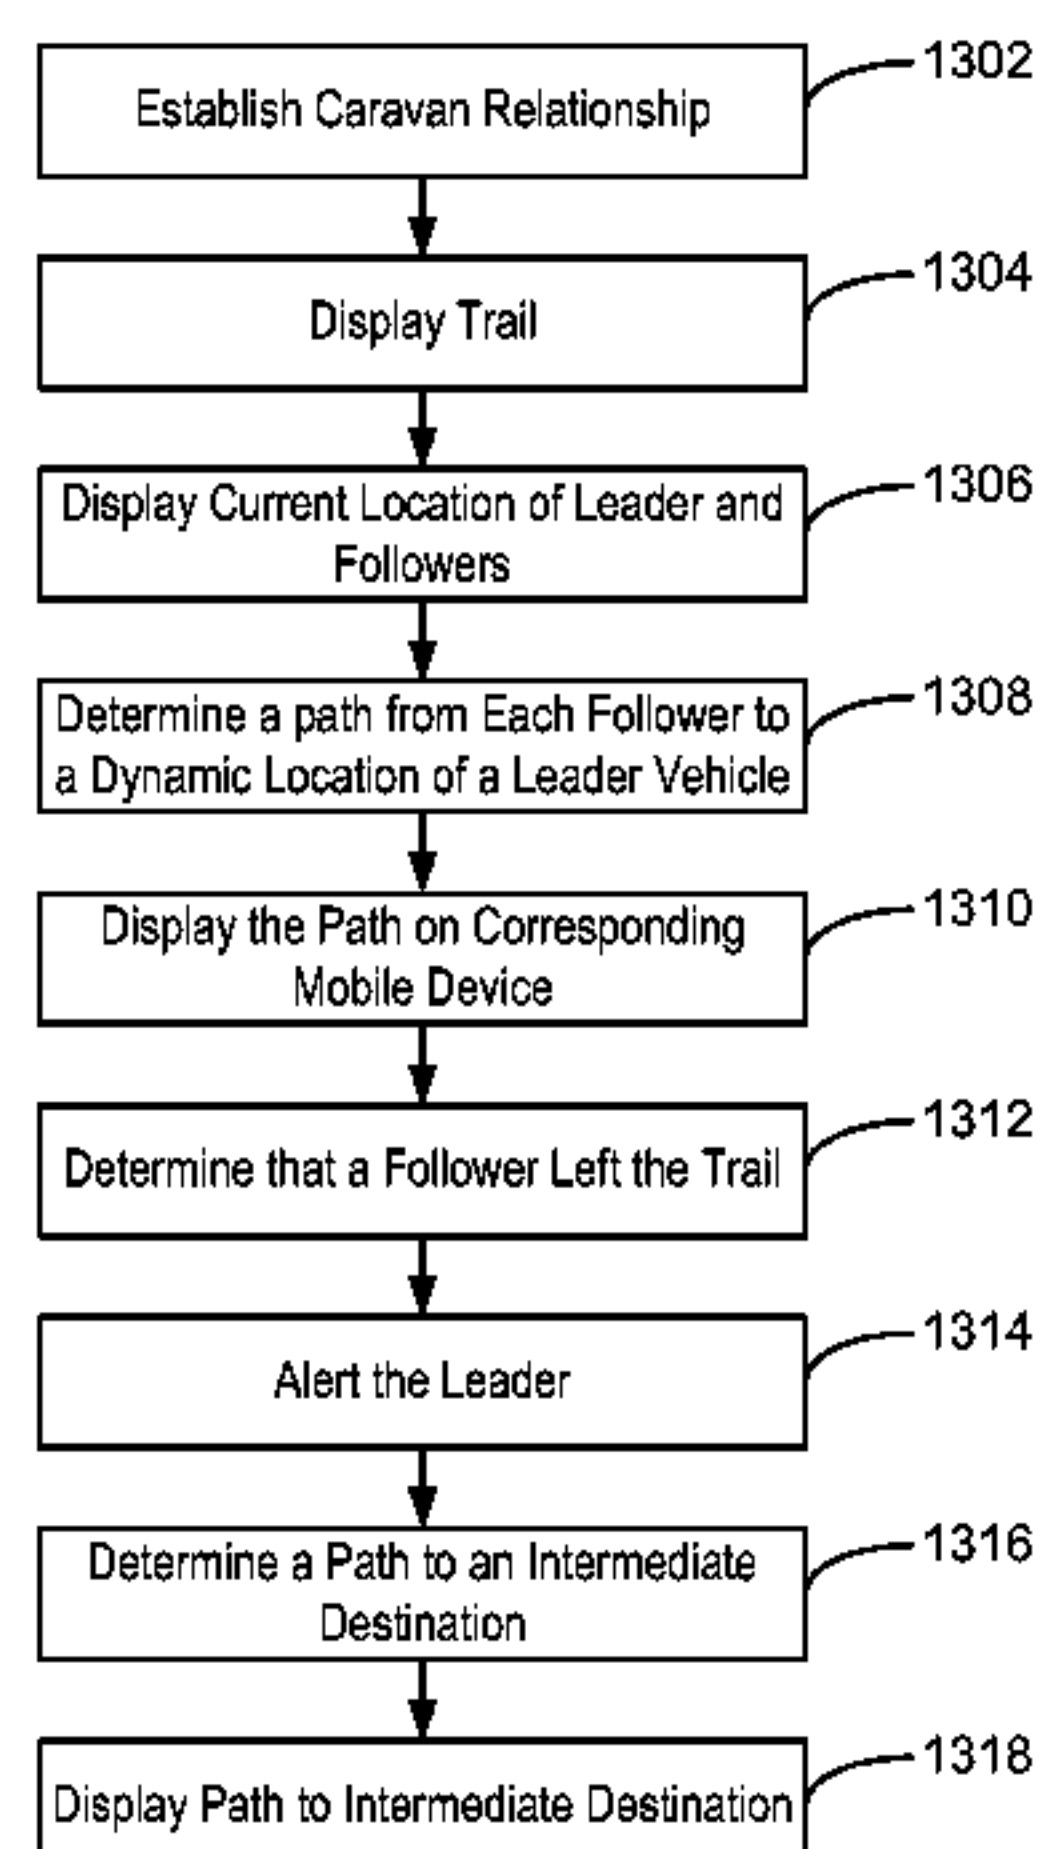 Establish Caravan Relationship
1302
Display Trail
1304
Display Current Location of Leader and
Followers
1306
Determine a path from Each Follower to
a Dynamic Location of a Leader Vehicle
1308
Display the Path on Corresponding
Mobile Device
1310
Determine that a Follower Left the Trail
1312
Alert the Leader
1314
Determine a Path to an Intermediate
Destination
1316
Display Path to Intermediate Destination
1318